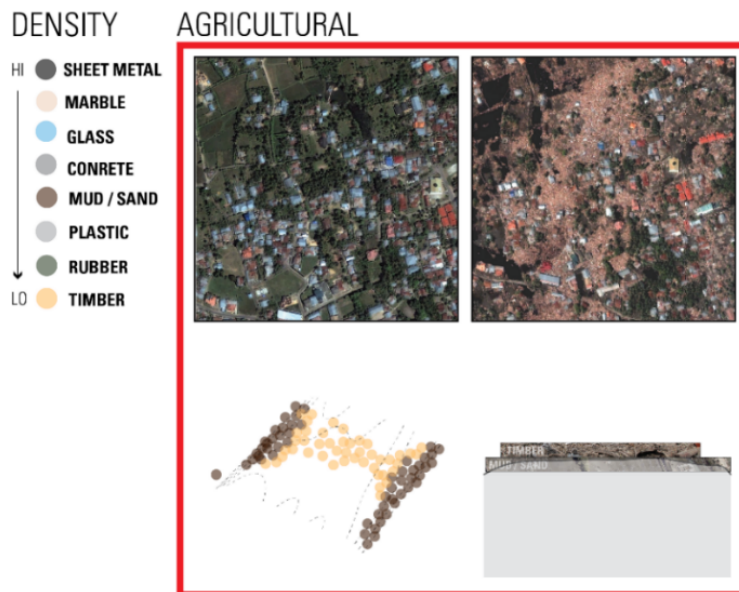 DENSITY
AGRICULTURAL
HI
SHEET METAL
MARBLE
GLASS
CONRETE
MUD / SAND
PLASTIC
RUBBER
LO
TIMBER
TIMBER
MUD / SAND